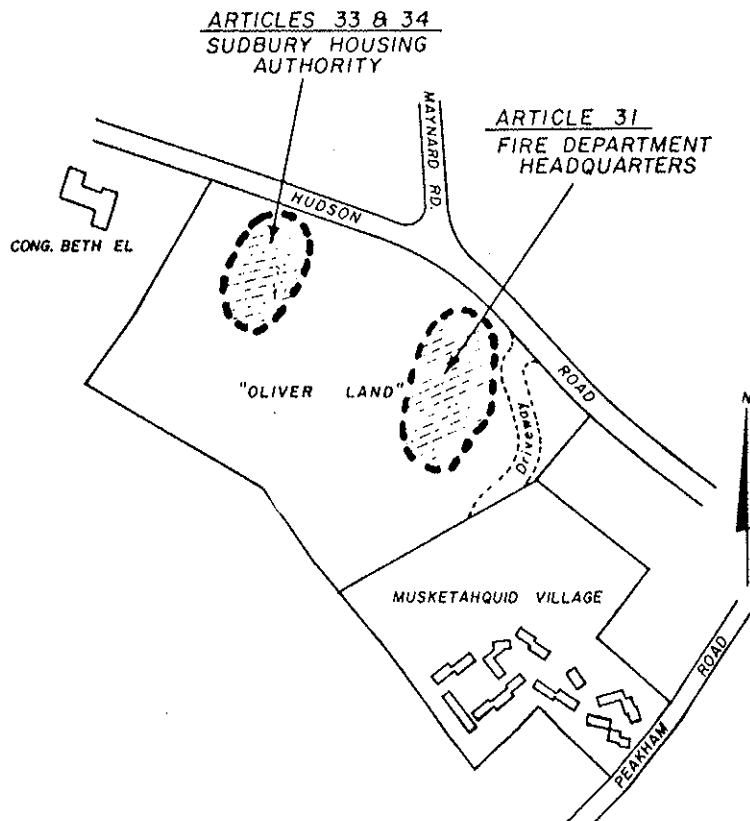 ARTICLES 33 & 34
SUDBURY HOUSING
AUTHORITY
MAYNARD RD.
ARTICLE 31
FIRE DEPARTMENT
HEADQUARTERS
HUDSON
CONG. BETH EL
ROAD
"OLIVER LAND"
Driveway
N
MUSKETAHQUID VILLAGE
PEAKHAM
ROAD